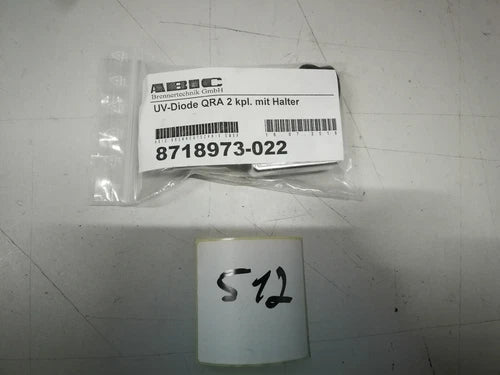 ABIC
Brennertechnik GmbH
UV-Diode QRA 2 kpl. mit Halter
8718973-022
512